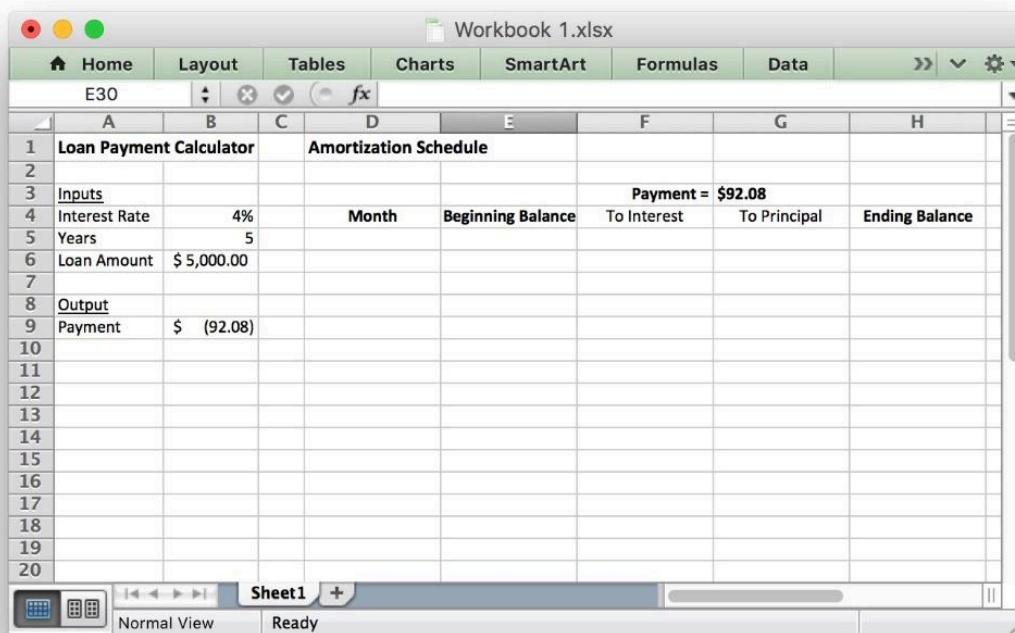 Workbook 1.xlsx
Home Layout Tables Charts SmartArt Formulas Data
E30 fx
A B C D E F G H
1 Loan Payment Calculator Amortization Schedule
2
3 Inputs Payment = $92.08
4 Interest Rate 4% Month Beginning Balance To Interest To Principal Ending Balance
5 Years 5
6 Loan Amount $ 5,000.00
7
8 Output
9 Payment $ (92.08)
10
11
12
13
14
15
16
17
18
19
20
Sheet1 +
Normal View Ready